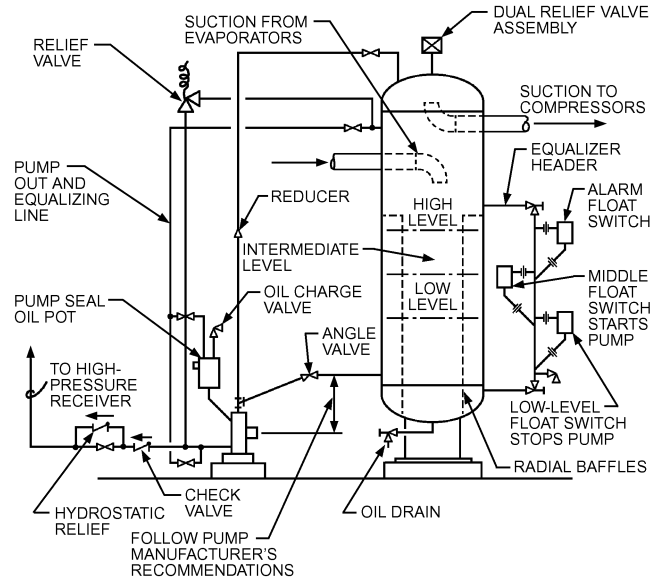 SUCTION FROM
EVAPORATORS
DUAL RELIEF VALVE
ASSEMBLY
RELIEF
VALVE
SUCTION TO
COMPRESSORS
EQUALIZER
HEADER
PUMP
OUT AND
EQUALIZING
LINE
REDUCER
HIGH
LEVEL
ALARM
FLOAT
SWITCH
INTERMEDIATE
LEVEL
LOW
LEVEL
MIDDLE
FLOAT
SWITCH
STARTS
PUMP
PUMP SEAL
OIL POT
OIL CHARGE
VALVE
ANGLE
VALVE
TO HIGH-
PRESSURE
RECEIVER
LOW-LEVEL
FLOAT SWITCH
STOPS PUMP
RADIAL BAFFLES
HYDROSTATIC
RELIEF
CHECK
VALVE
OIL DRAIN
FOLLOW PUMP
MANUFACTURER'S
RECOMMENDATIONS